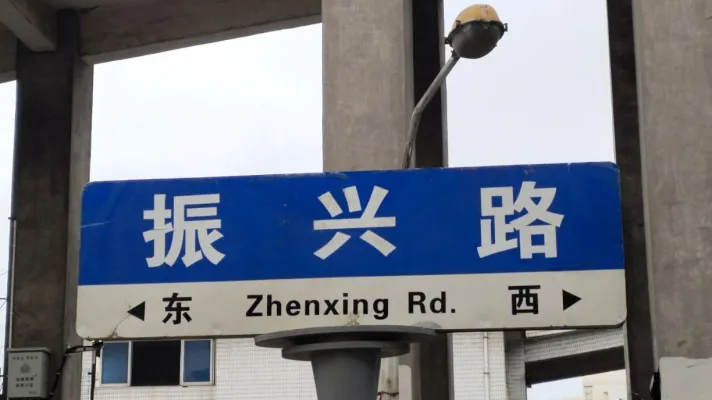 振兴路
◀ 东 Zhenxing Rd. 西 ▶